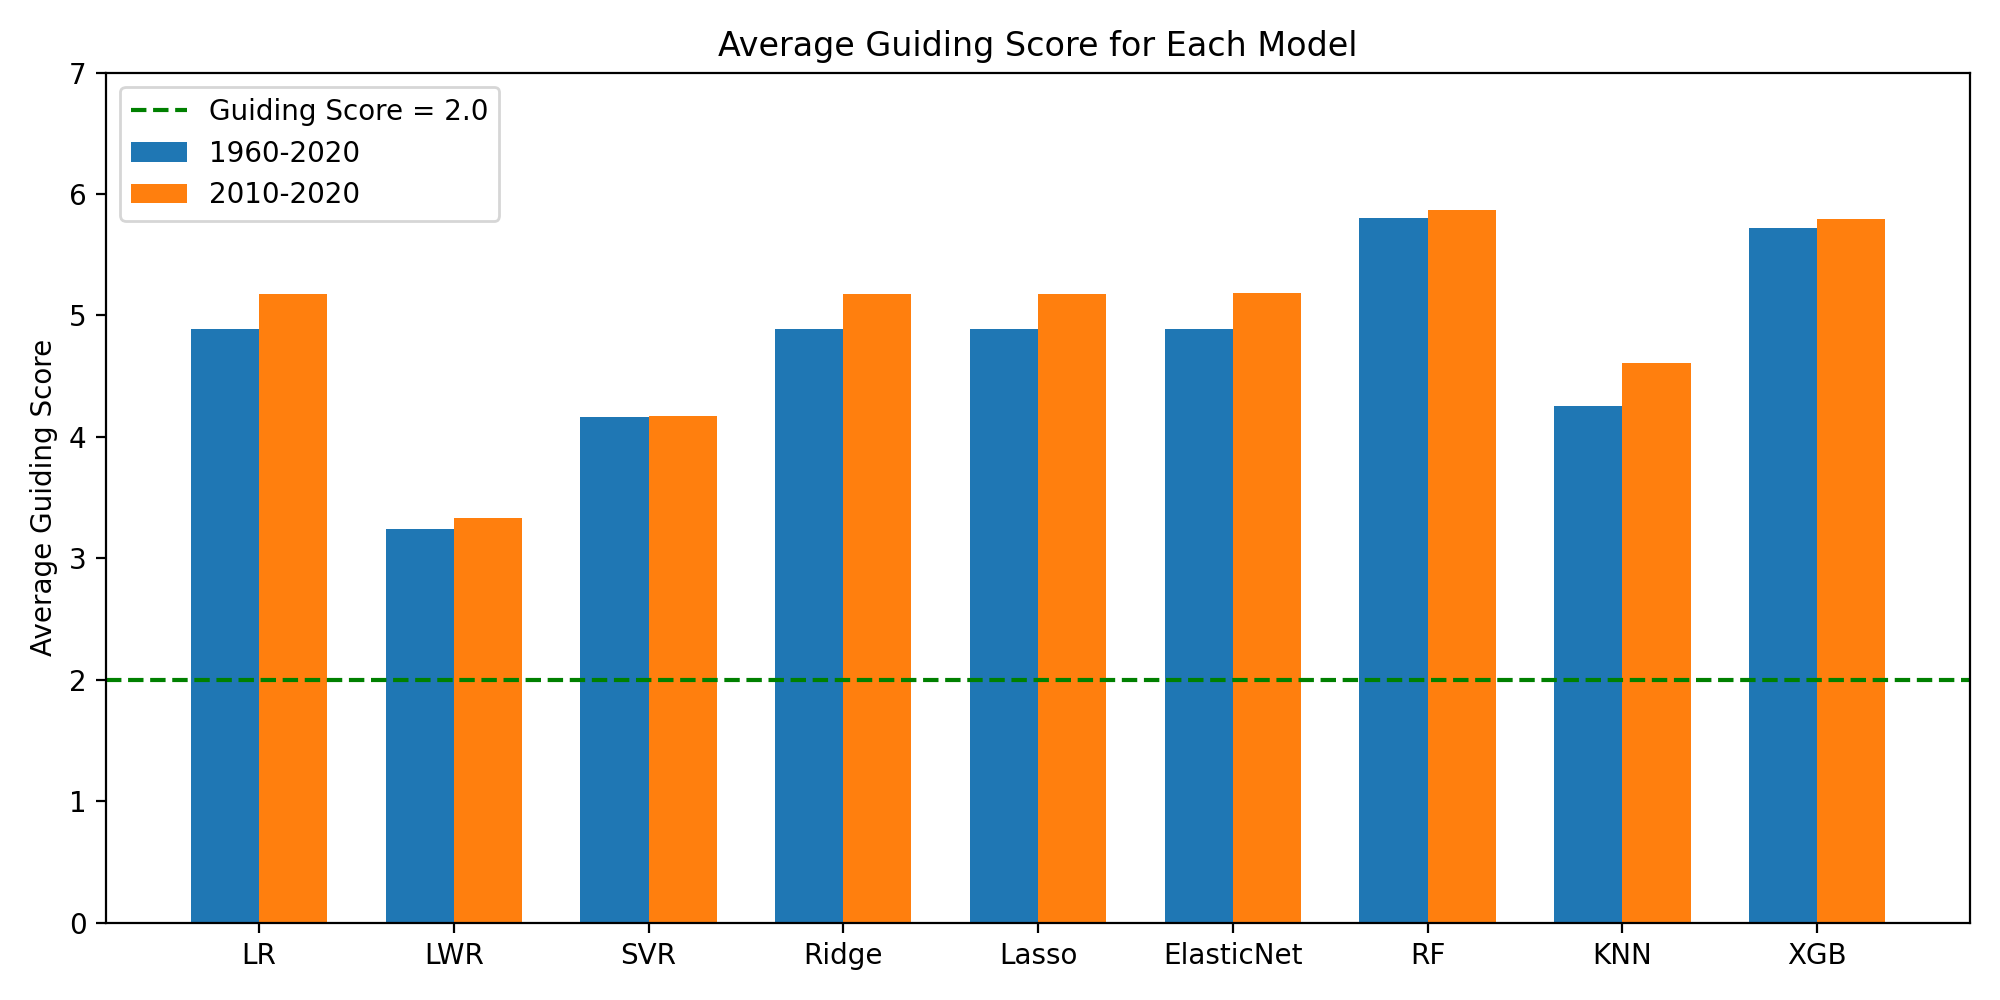 Average Guiding Score for Each Model
Guiding Score = 2.0
1960-2020
2010-2020
Average Guiding Score
7
6
5
4
3
2
1
0
LR LWR SVR Ridge Lasso ElasticNet RF KNN XGB